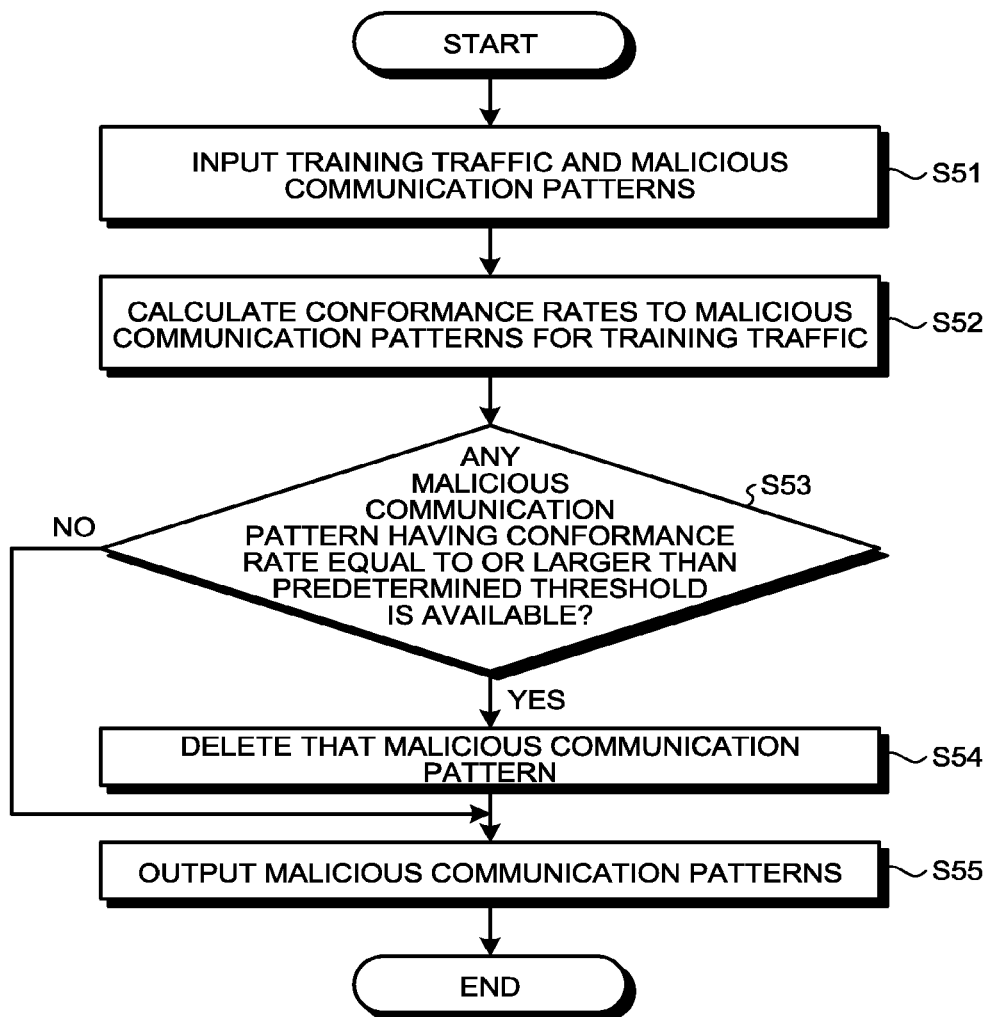 START
INPUT TRAINING TRAFFIC AND MALICIOUS
COMMUNICATION PATTERNS
S51
CALCULATE CONFORMANCE RATES TO MALICIOUS
COMMUNICATION PATTERNS FOR TRAINING TRAFFIC
S52
ANY
MALICIOUS
COMMUNICATION
PATTERN HAVING CONFORMANCE
RATE EQUAL TO OR LARGER THAN
PREDETERMINED THRESHOLD
IS AVAILABLE?
S53
NO
YES
DELETE THAT MALICIOUS COMMUNICATION
PATTERN
S54
OUTPUT MALICIOUS COMMUNICATION PATTERNS
S55
END